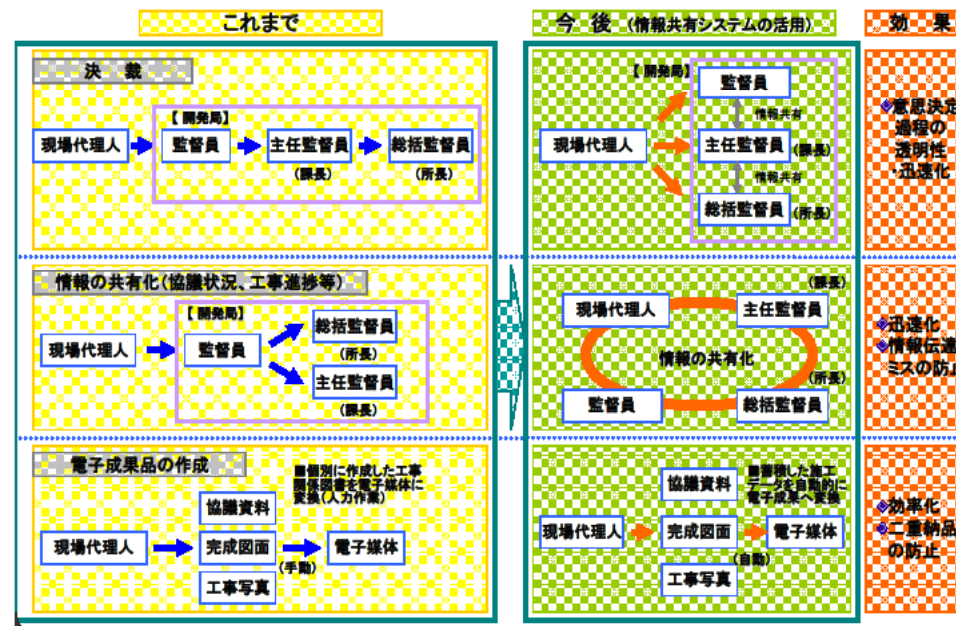 これまで
今 後 (情報共有システムの活用)
効 果
決 裁
【開発局】
現場代理人
監督員
主任監督員
総括監督員
(課長)
(所長)
【開発局】
監督員
情報共有
現場代理人
主任監督員
(課長)
情報共有
総括監督員
(所長)
意思決定
過程の
透明性
・迅速化
情報の共有化(協議状況、工事進捗等)
【開発局】
総括監督員
(所長)
現場代理人
監督員
主任監督員
(課長)
(課長)
現場代理人
主任監督員
情報の共有化
(所長)
監督員
総括監督員
迅速化
情報伝達
ミスの防止
電子成果品の作成
■個別に作成した工事
関係図書を電子媒体に
変換(人力作業)
協議資料
現場代理人
完成図面
電子媒体
(手動)
工事写真
■蓄積した施工
データを自動的に
電子成果へ変換
協議資料
現場代理人
完成図面
電子媒体
(自動)
工事写真
効率化
二重納品
の防止